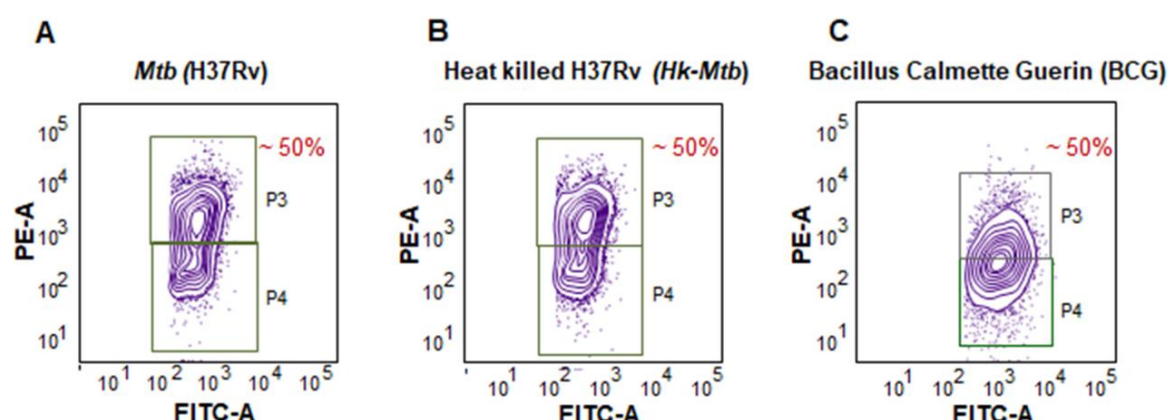 A
Mtb (H37Rv)
10^5
10^4
10^3
10^2
10^1
PE-A
~ 50%
P3
P4
10^1 10^2 10^3 10^4 10^5
FITC-A
B
Heat killed H37Rv (Hk-Mtb)
10^5
10^4
10^3
10^2
10^1
PE-A
~ 50%
P3
P4
10^1 10^2 10^3 10^4 10^5
FITC-A
C
Bacillus Calmette Guerin (BCG)
10^5
10^4
10^3
10^2
10^1
PE-A
~ 50%
P3
P4
10^1 10^2 10^3 10^4 10^5
FITC-A